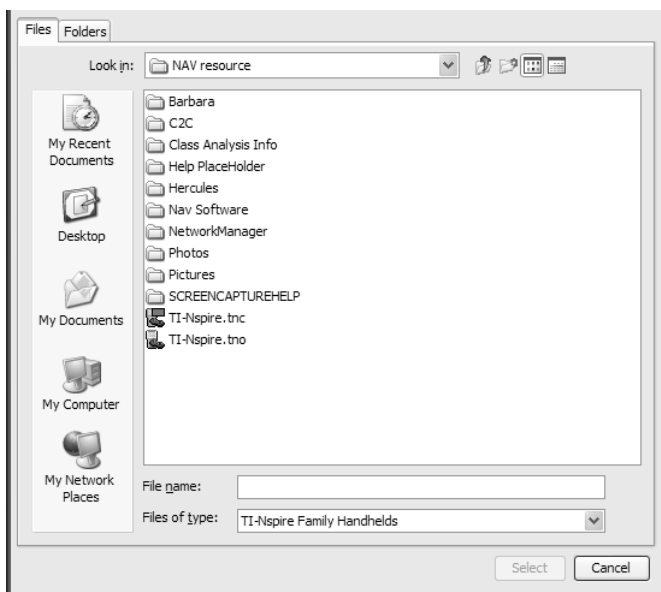 Files Folders
Look in: NAV resource
My Recent
Documents
Desktop
My Documents
My Computer
My Network
Places
Barbara
C2C
Class Analysis Info
Help PlaceHolder
Hercules
Nav Software
NetworkManager
Photos
Pictures
SCREENCAPTUREHELP
TI-Nspire.tnc
TI-Nspire.tno
File name:
Files of type: TI-Nspire Family Handhelds
Select Cancel